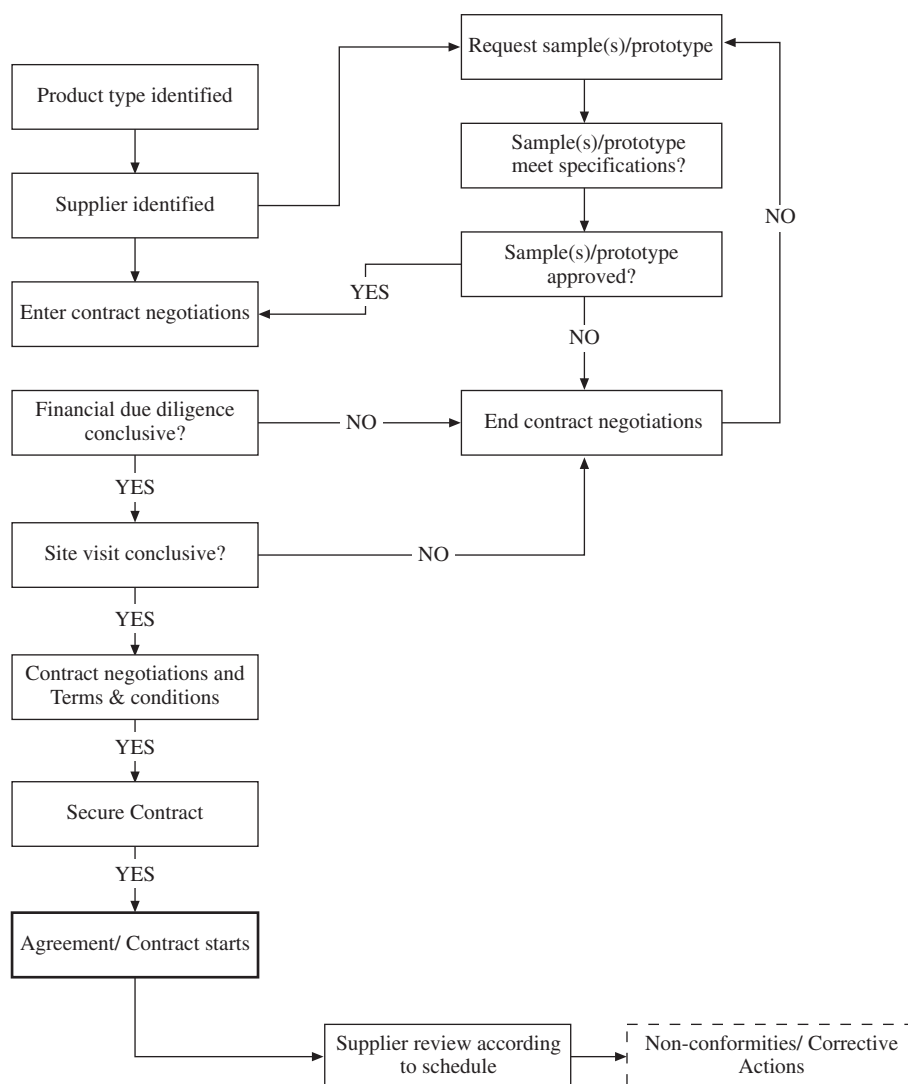 Request sample(s)/prototype
Product type identified
Sample(s)/prototype
meet specifications?
Supplier identified
NO
Sample(s)/prototype
approved?
YES
Enter contract negotiations
NO
Financial due diligence
conclusive?
NO
End contract negotiations
YES
Site visit conclusive?
NO
YES
Contract negotiations and
Terms & conditions
YES
Secure Contract
YES
Agreement/ Contract starts
Supplier review according
to schedule
Non-conformities/ Corrective
Actions